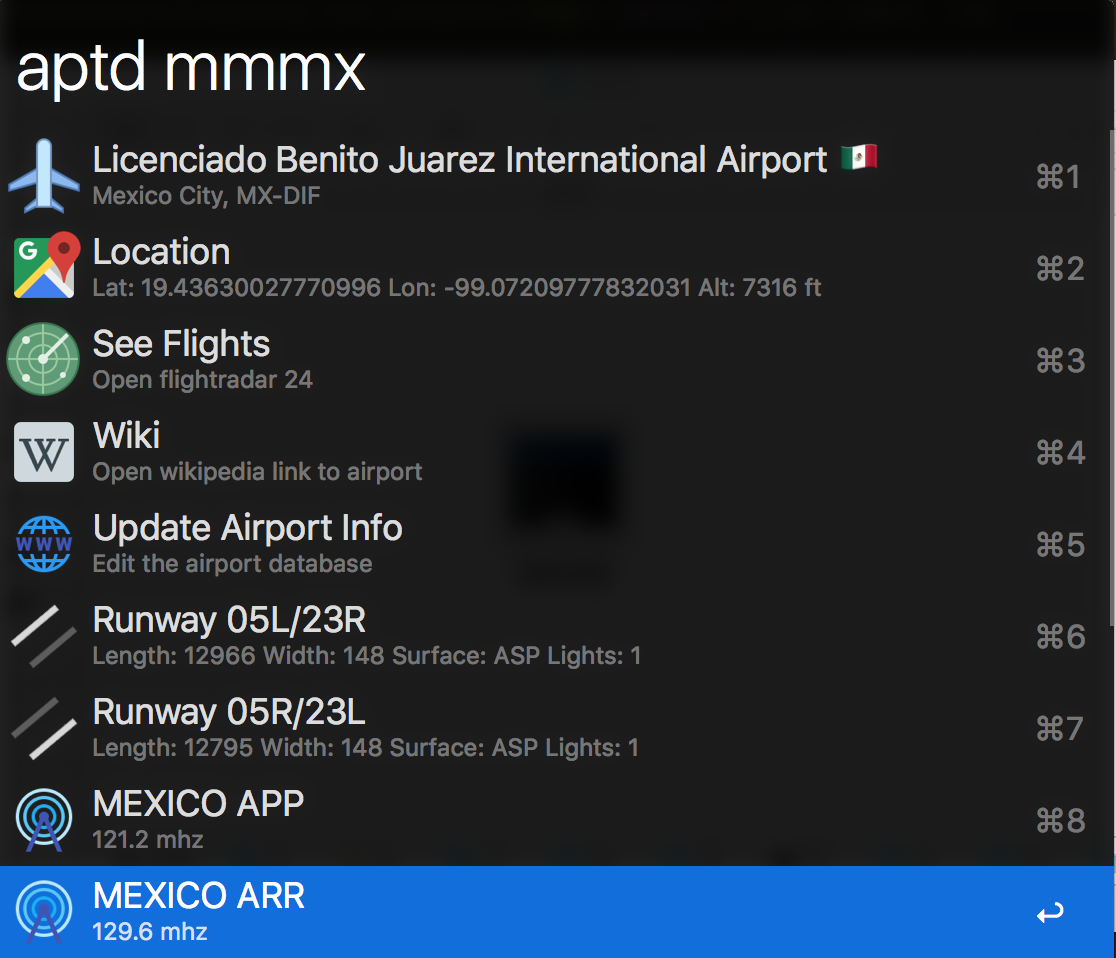 aptd mmmx
Licenciado Benito Juarez International Airport 🇲🇽
⌘1
Mexico City, MX-DIF
G
Location
⌘2
Lat: 19.43630027770996 Lon: -99.07209777832031 Alt: 7316 ft
See Flights
⌘3
Open flightradar 24
W
Wiki
⌘4
Open wikipedia link to airport
WWW
Update Airport Info
⌘5
Edit the airport database
Runway 05L/23R
⌘6
Length: 12966 Width: 148 Surface: ASP Lights: 1
Runway 05R/23L
⌘7
Length: 12795 Width: 148 Surface: ASP Lights: 1
MEXICO APP
⌘8
121.2 mhz
MEXICO ARR
129.6 mhz